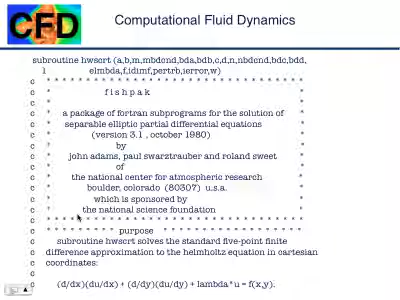 CFD
Computational Fluid Dynamics
subroutine hwscrt (a,b,m,mbdcnd,bda,bdb,c,d,n,nbdcnd,bdc,bdd,
1 elmbda,f,idimf,pertrb,ierror,w)
c * * * * * * * * * * * * * * * * * * * * * * * * * * * * * * * * *
c * f i s h p a k *
c * *
c * a package of fortran subprograms for the solution of *
c * separable elliptic partial differential equations *
c * (version 3.1 , october 1980) *
c * by *
c * john adams, paul swarztrauber and roland sweet *
c * of *
c * the national center for atmospheric research *
c * boulder, colorado (80307) u.s.a. *
c * which is sponsored by *
c * the national science foundation *
c * * * * * * * * * * * * * * * * * * * * * * * * * * * * * * * * *
c * * * * * * * * * purpose * * * * * * * * * * * * * * * * * *
c subroutine hwscrt solves the standard five-point finite
c difference approximation to the helmholtz equation in cartesian
c coordinates:
c
c (d/dx)(du/dx) + (d/dy)(du/dy) + lambda*u = f(x,y).